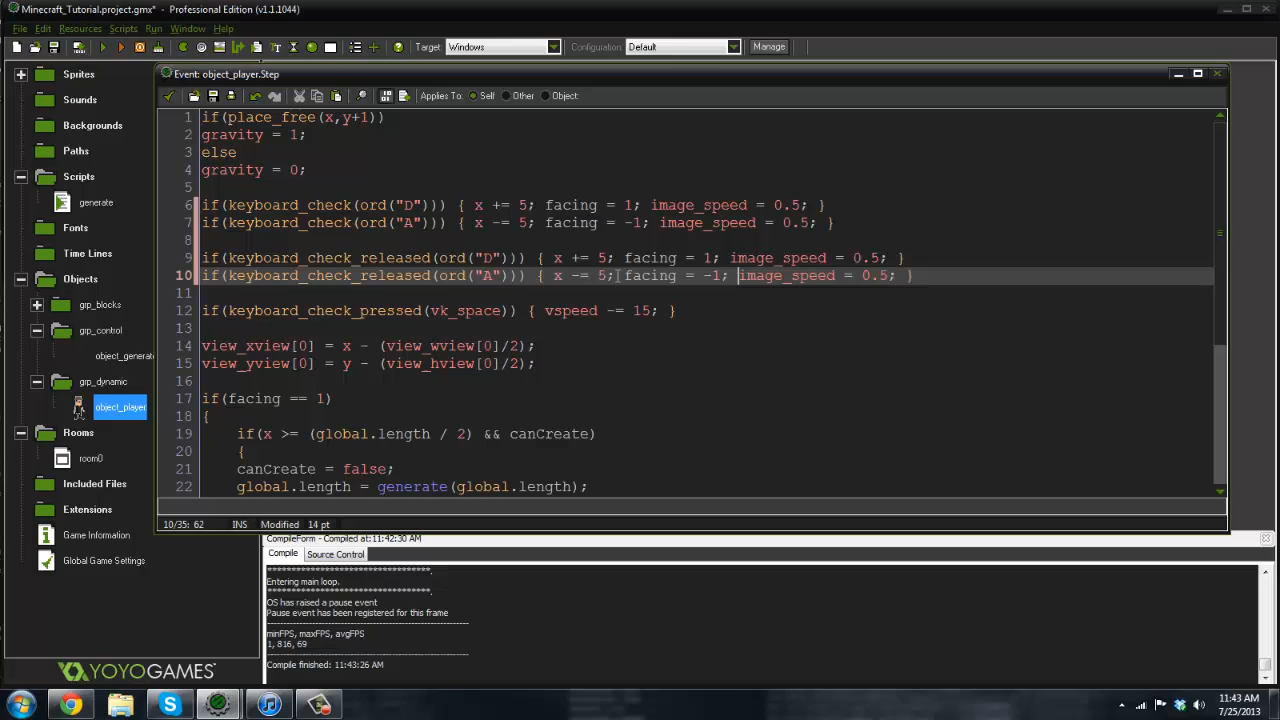 Minecraft_Tutorial.project.gmx* - Professional Edition (v1.1.1044)
File Edit Resources Scripts Run Window Help
Target: Windows Configuration: Default Manage
Sprites
Sounds
Backgrounds
Paths
Scripts
generate
Fonts
Time Lines
Objects
grp_blocks
grp_control
object_generate
grp_dynamic
object_player
Rooms
room0
Included Files
Extensions
Game Information
Global Game Settings
YOYOGAMES
Event: object_player.Step
Applies To: Self Other Object:
1 if(place_free(x,y+1))
2 gravity = 1;
3 else
4 gravity = 0;
5
6 if(keyboard_check(ord("D"))) { x += 5; facing = 1; image_speed = 0.5; }
7 if(keyboard_check(ord("A"))) { x -= 5; facing = -1; image_speed = 0.5; }
8
9 if(keyboard_check_released(ord("D"))) { x += 5; facing = 1; image_speed = 0.5; }
10 if(keyboard_check_released(ord("A"))) { x -= 5; facing = -1; image_speed = 0.5; }
11
12 if(keyboard_check_pressed(vk_space)) { vspeed -= 15; }
13
14 view_xview[0] = x - (view_wview[0]/2);
15 view_yview[0] = y - (view_hview[0]/2);
16
17 if(facing == 1)
18 {
19 if(x >= (global.length / 2) && canCreate)
20 {
21 canCreate = false;
22 global.length = generate(global.length);
10/35: 62 INS Modified 14 pt
CompileForm - Compiled at:11:42:30 AM
Compile Source Control
***********************************.
Entering main loop.
***********************************.
OS has raised a pause event
Pause event has been registered for this frame
minFPS, maxFPS, avgFPS
1, 816, 69
Compile finished: 11:43:26 AM
11:43 AM
7/25/2013